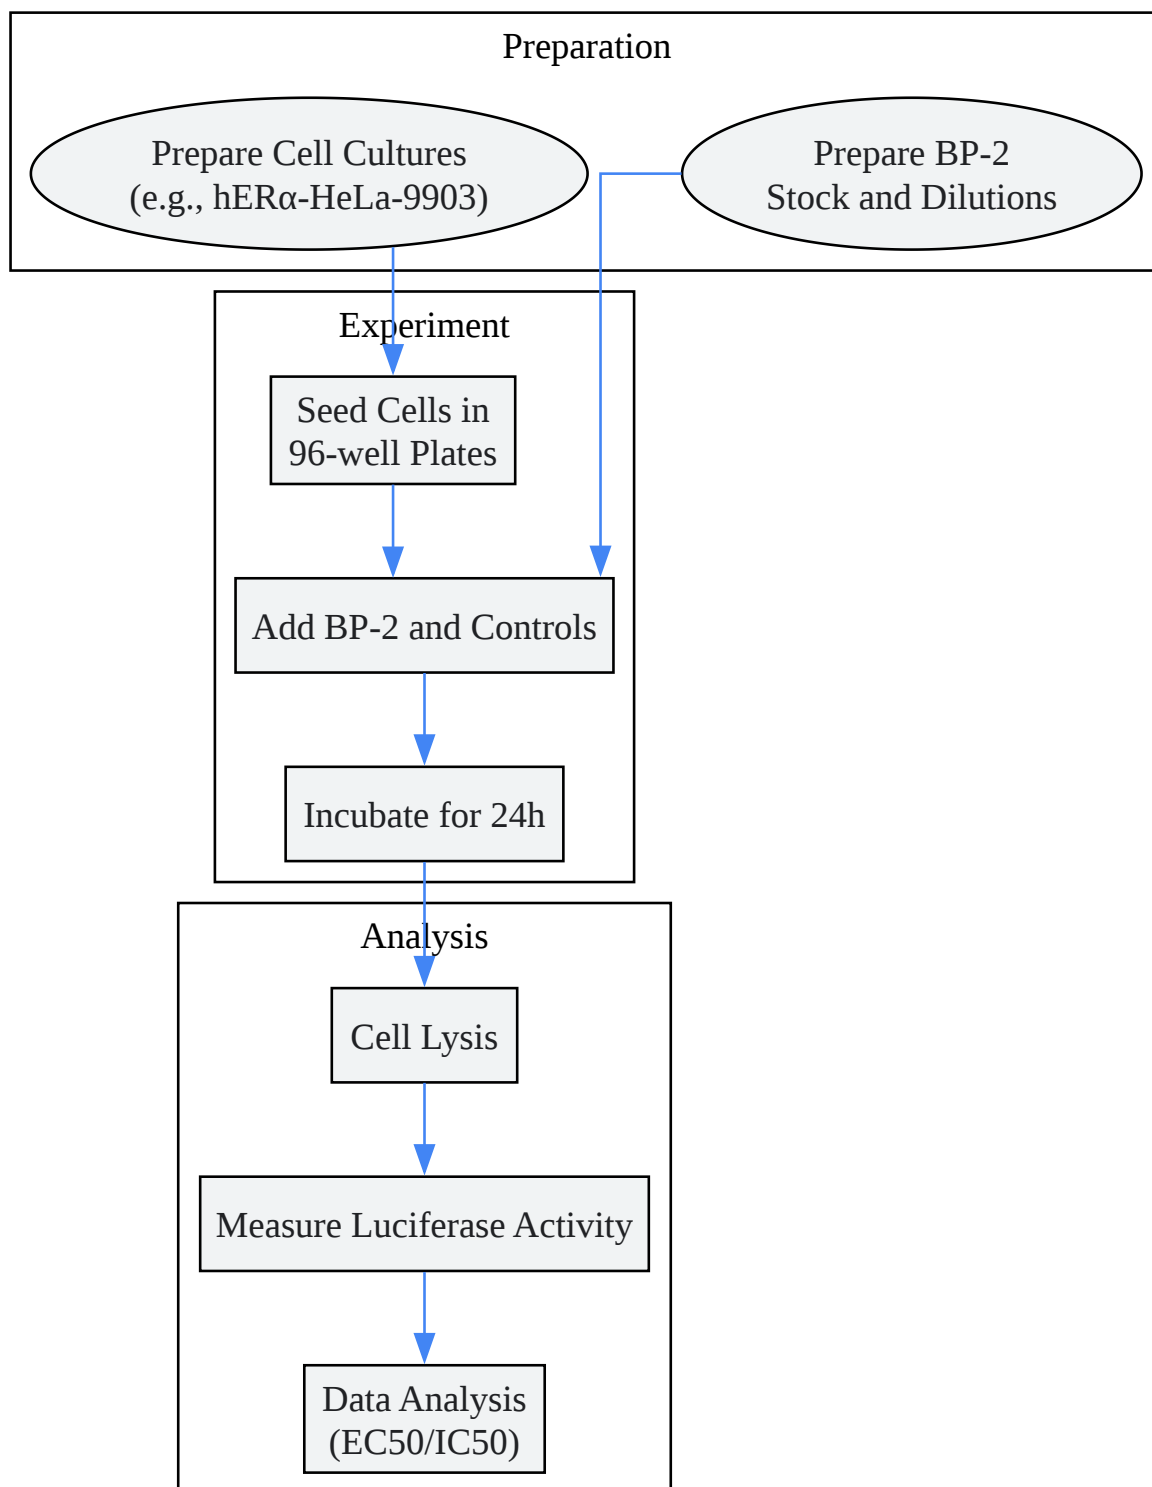 Preparation
Prepare Cell Cultures
(e.g., hERα-HeLa-9903)
Prepare BP-2
Stock and Dilutions
Experiment
Seed Cells in
96-well Plates
Add BP-2 and Controls
Incubate for 24h
Analysis
Cell Lysis
Measure Luciferase Activity
Data Analysis
(EC50/IC50)